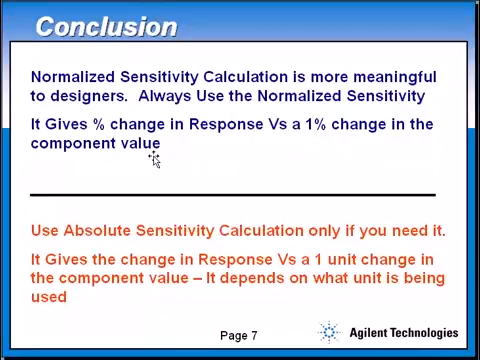 Conclusion
Normalized Sensitivity Calculation is more meaningful
to designers. Always Use the Normalized Sensitivity
It Gives % change in Response Vs a 1% change in the
component value
Use Absolute Sensitivity Calculation only if you need it.
It Gives the change in Response Vs a 1 unit change in
the component value – It depends on what unit is being
used
Page 7
Agilent Technologies